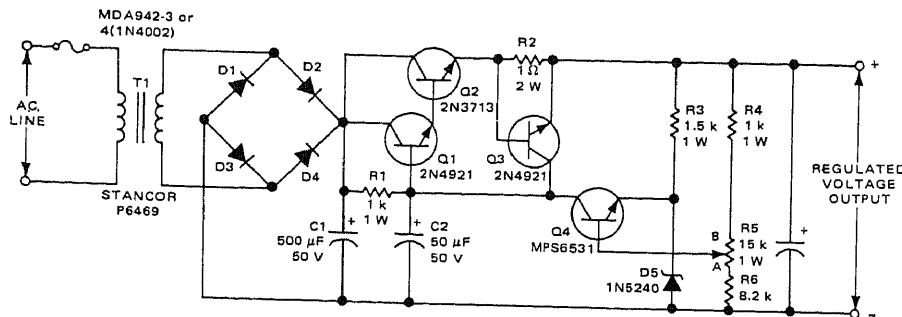 MDA942-3 or
4(1N4002)
T1
A.C.
LINE
STANCOR
P6469
D1
D2
D3
D4
Q2
2N3713
Q1
2N4921
R1
1 k
1 W
C1
500 µF
50 V
+
C2
50 µF
50 V
+
R2
1 Ω
2 W
Q3
2N4921
Q4
MPS6531
R3
1.5 k
1 W
R4
1 k
1 W
B
A
R5
15 k
1 W
R6
8.2 k
D5
1N5240
+
+
REGULATED
VOLTAGE
OUTPUT
−